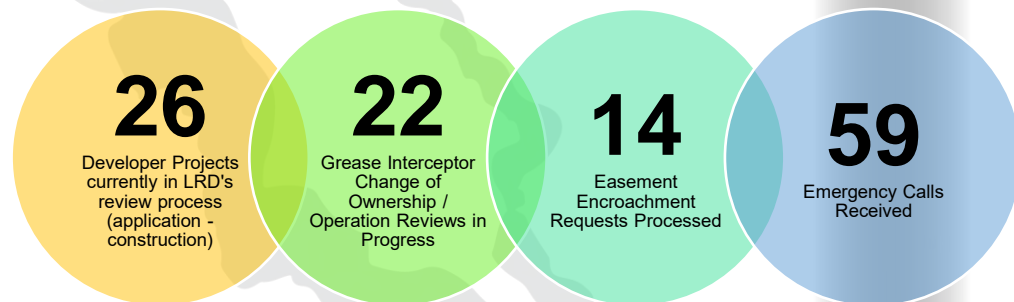 26
Developer Projects
currently in LRD's
review process
(application -
construction)
22
Grease Interceptor
Change of
Ownership /
Operation Reviews in
Progress
14
Easement
Encroachment
Requests Processed
59
Emergency Calls
Received